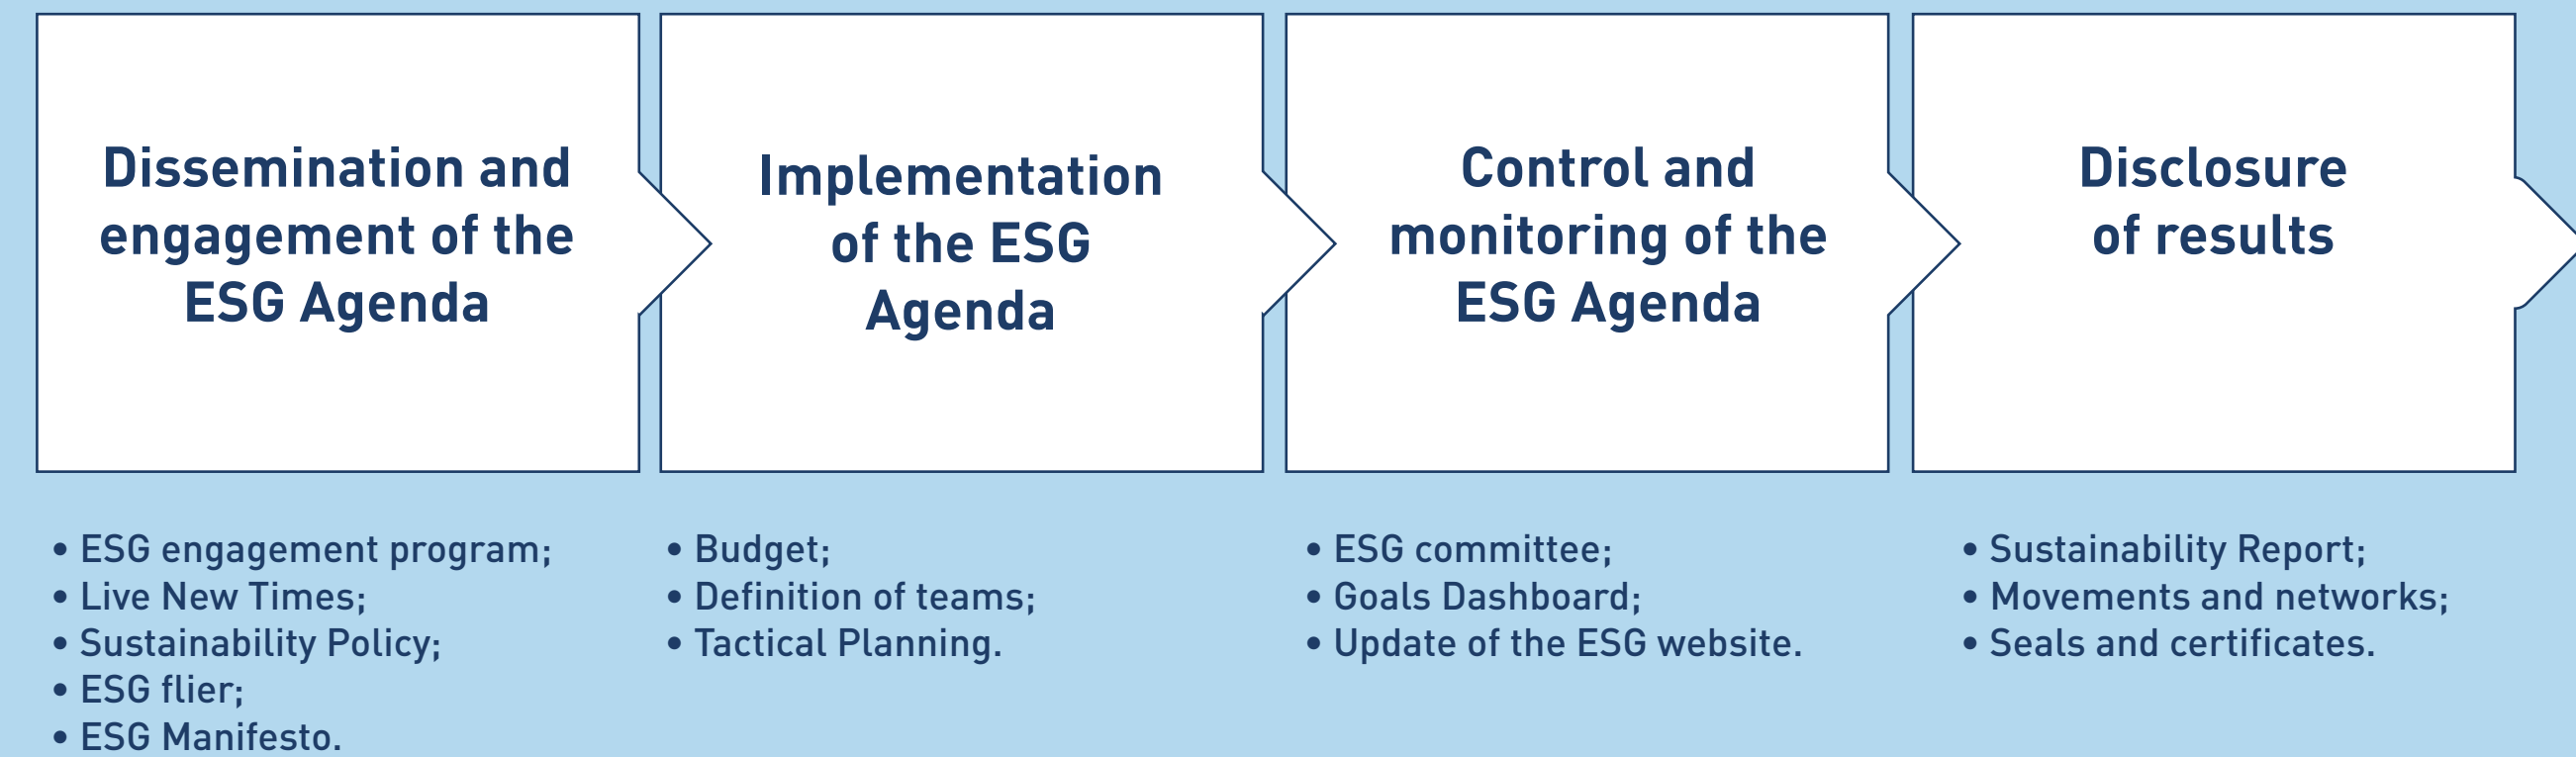 Dissemination and
engagement of the
ESG Agenda
Implementation
of the ESG
Agenda
Control and
monitoring of the
ESG Agenda
Disclosure
of results
• ESG engagement program;
• Live New Times;
• Sustainability Policy;
• ESG flier;
• ESG Manifesto.
• Budget;
• Definition of teams;
• Tactical Planning.
• ESG committee;
• Goals Dashboard;
• Update of the ESG website.
• Sustainability Report;
• Movements and networks;
• Seals and certificates.